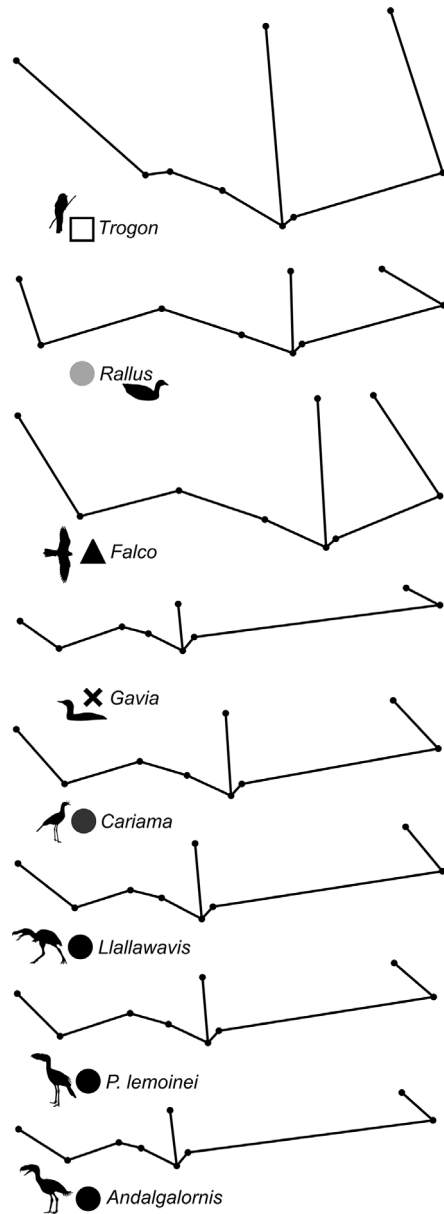 Trogon
Rallus
Falco
Gavia
Cariama
Llallawavis
P. lemoinei
Andalgalornis